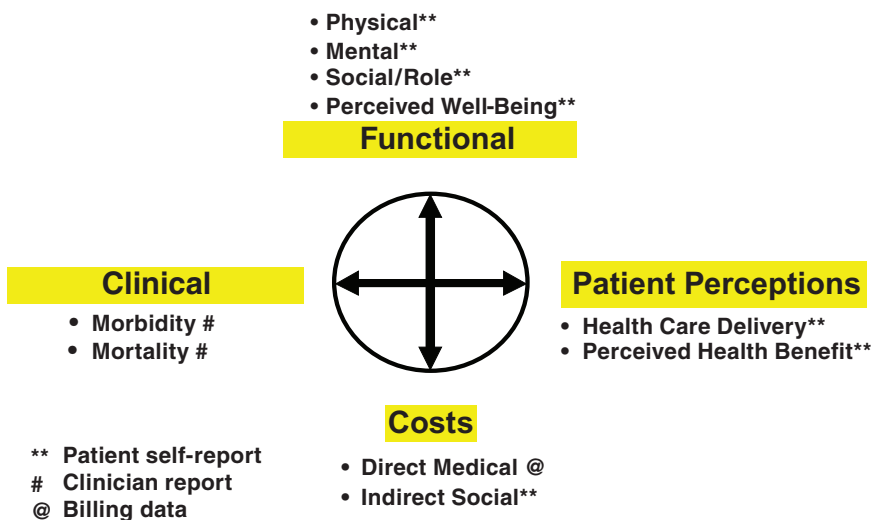 • Physical**
• Mental**
• Social/Role**
• Perceived Well-Being**
Functional
Clinical
• Morbidity #
• Mortality #
Patient Perceptions
• Health Care Delivery**
• Perceived Health Benefit**
Costs
• Direct Medical @
• Indirect Social**
** Patient self-report
# Clinician report
@ Billing data